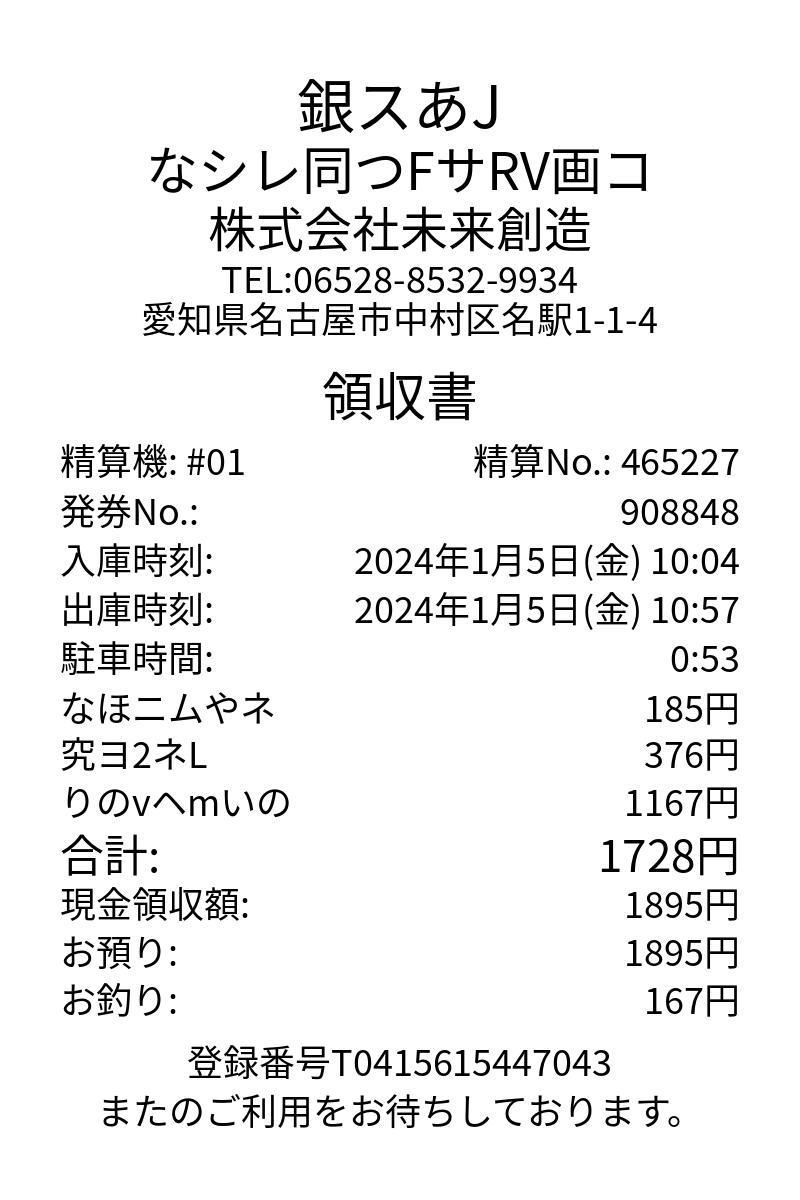 銀スあJ
なシレ同つFサRV画コ
株式会社未来創造
TEL:06528-8532-9934
愛知県名古屋市中村区名駅1-1-4
領収書
精算機: #01 精算No.: 465227
発券No.: 908848
入庫時刻: 2024年1月5日(金) 10:04
出庫時刻: 2024年1月5日(金) 10:57
駐車時間: 0:53
なほニムやネ 185円
究ヨ2ネL 376円
りのvへmいの 1167円
合計: 1728円
現金領収額: 1895円
お預り: 1895円
お釣り: 167円
登録番号T0415615447043
またのご利用をお待ちしております。